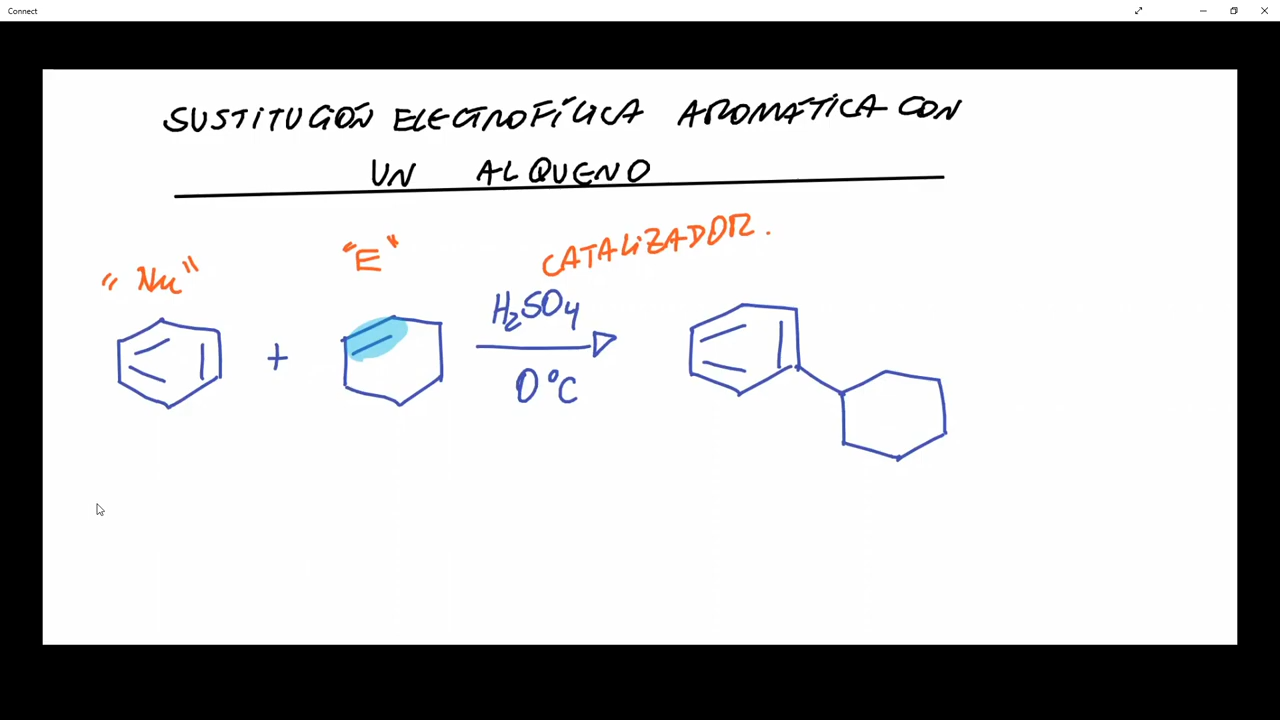 Connect
SUSTITUCIÓN ELECTROFÍLICA AROMÁTICA CON
UN ALQUENO
"Nu" "E" CATALIZADOR.
+ H₂SO₄
0°C